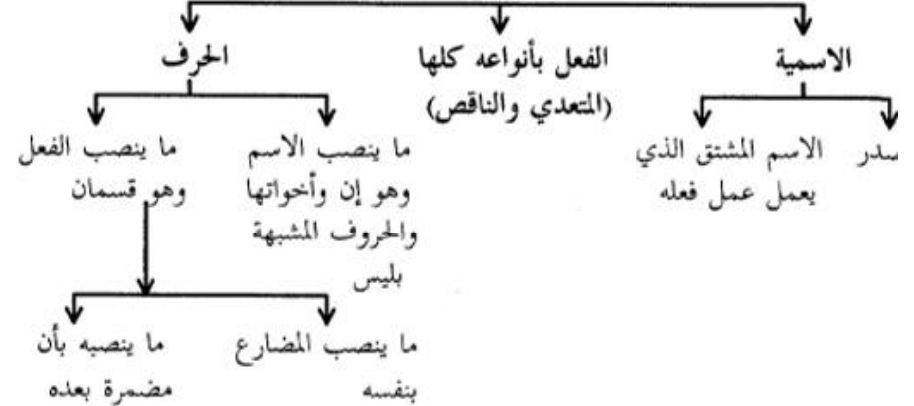 الاسمية
الفعل بأنواعه كلها
الحرف
(المتعدي والناقص)
الاسم المشتق الذي
يعمل عمل فعله
ما ينصب الاسم
وهو إن وأخواتها
والحروف المشبهة
بليس
ما ينصب الفعل
وهو قسمان
ما ينصب المضارع
بنفسه
ما ينصبه بأن
مضمرة بعده